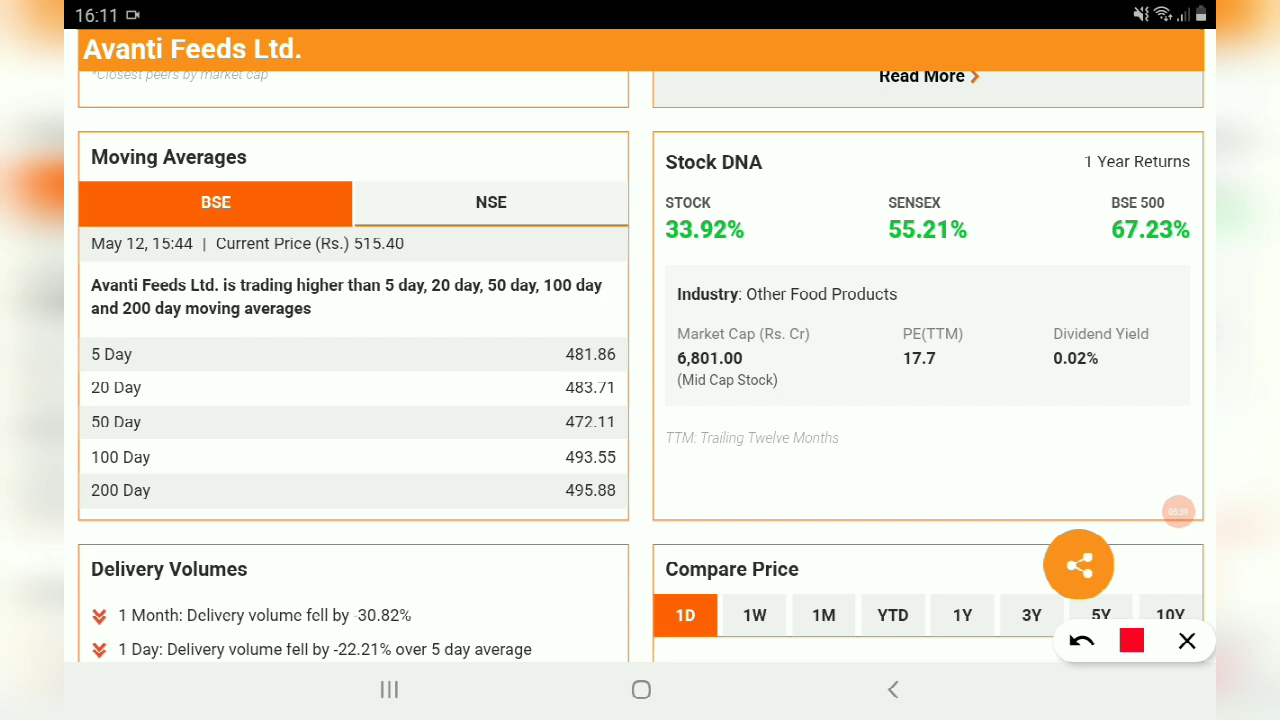 16:11
Avanti Feeds Ltd.
*Closest peers by market cap
Read More
Moving Averages
BSE
NSE
May 12, 15:44 | Current Price (Rs.) 515.40
Avanti Feeds Ltd. is trading higher than 5 day, 20 day, 50 day, 100 day
and 200 day moving averages
5 Day 481.86
20 Day 483.71
50 Day 472.11
100 Day 493.55
200 Day 495.88
Stock DNA
1 Year Returns
STOCK SENSEX BSE 500
33.92% 55.21% 67.23%
Industry: Other Food Products
Market Cap (Rs. Cr) PE(TTM) Dividend Yield
6,801.00 17.7 0.02%
(Mid Cap Stock)
TTM: Trailing Twelve Months
Delivery Volumes
1 Month: Delivery volume fell by -30.82%
1 Day: Delivery volume fell by -22.21% over 5 day average
Compare Price
1D 1W 1M YTD 1Y 3Y 5Y 10Y